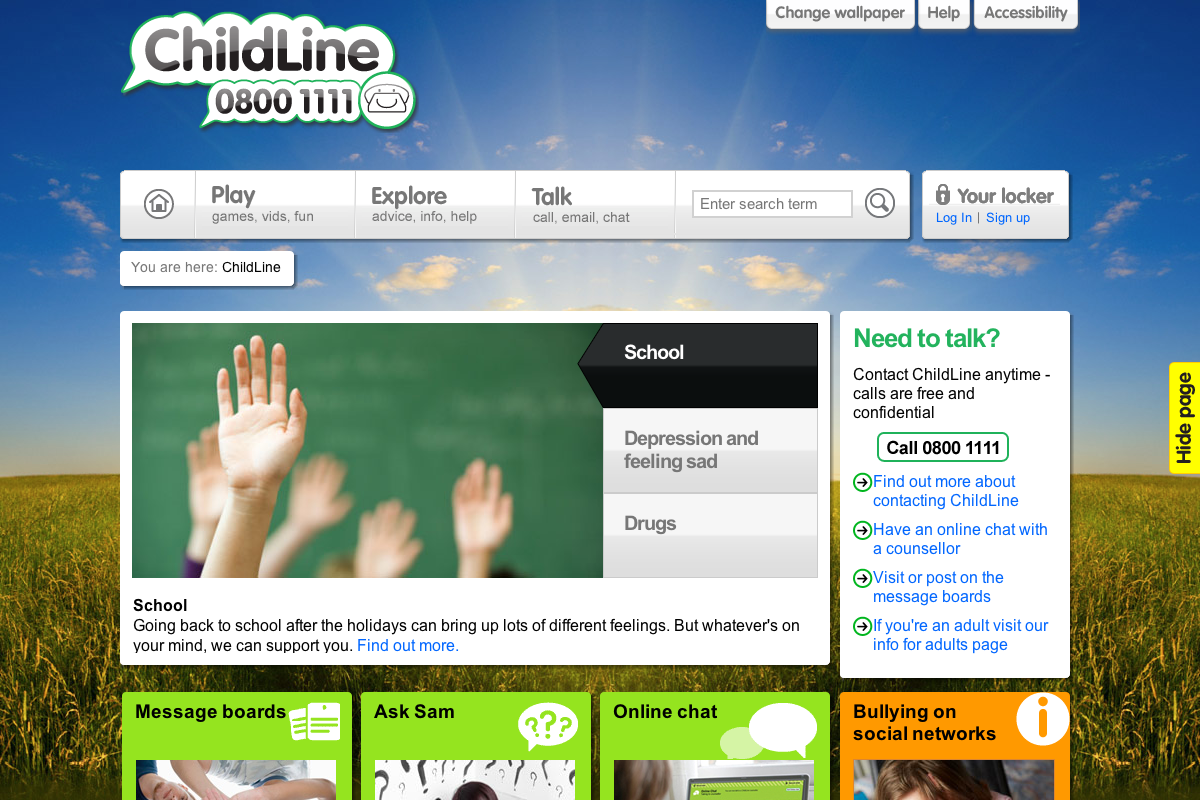 Change wallpaper
Help
Accessibility
ChildLine
0800 1111
Play
games, vids, fun
Explore
advice, info, help
Talk
call, email, chat
Enter search term
Your locker
Log In | Sign up
You are here: ChildLine
School
Depression and
feeling sad
Drugs
School
Going back to school after the holidays can bring up lots of different feelings. But whatever's on
your mind, we can support you. Find out more.
Need to talk?
Contact ChildLine anytime -
calls are free and
confidential
Call 0800 1111
Find out more about
contacting ChildLine
Have an online chat with
a counsellor
Visit or post on the
message boards
If you're an adult visit our
info for adults page
Hide page
Message boards
Ask Sam
???
Online chat
Bullying on
social networks
i